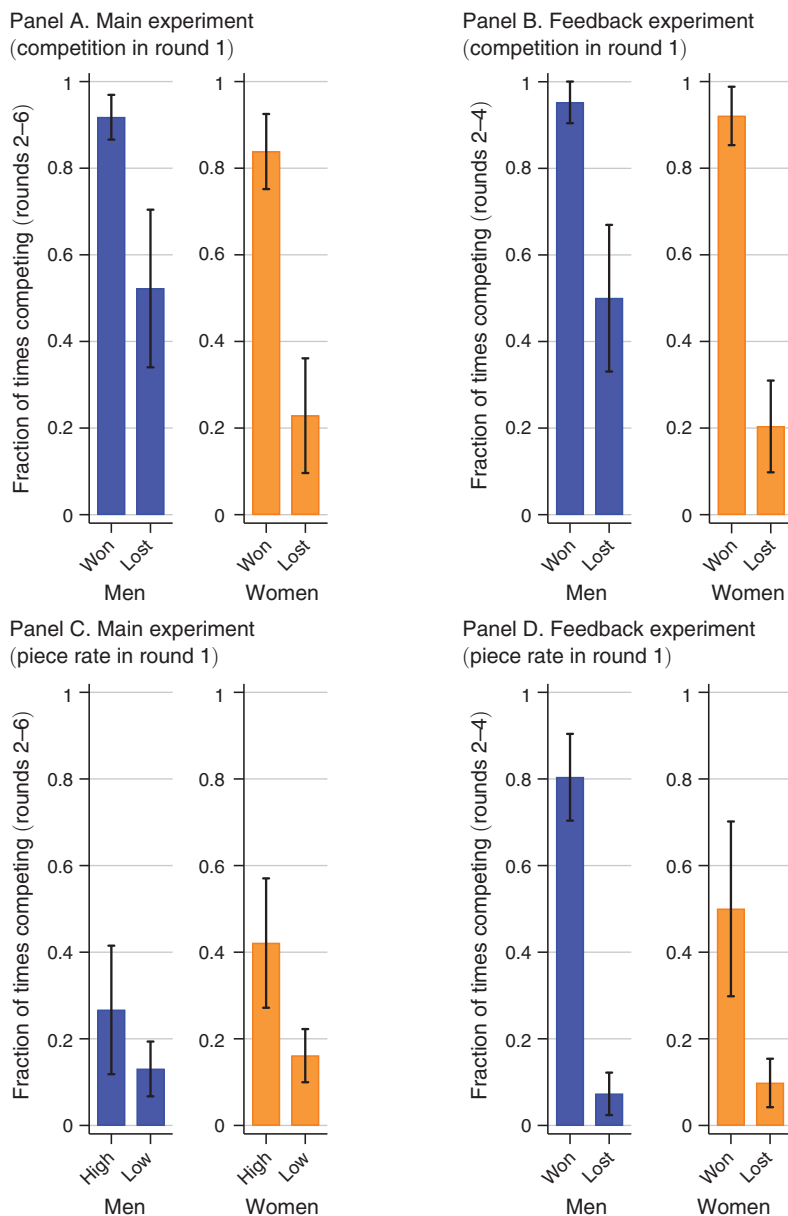 Panel A. Main experiment
(competition in round 1)
Fraction of times competing (rounds 2–6)
1
0.8
0.6
0.4
0.2
0
Won
Lost
Men
1
0.8
0.6
0.4
0.2
0
Won
Lost
Women
Panel B. Feedback experiment
(competition in round 1)
Fraction of times competing (rounds 2–4)
1
0.8
0.6
0.4
0.2
0
Won
Lost
Men
1
0.8
0.6
0.4
0.2
0
Won
Lost
Women
Panel C. Main experiment
(piece rate in round 1)
Fraction of times competing (rounds 2–6)
1
0.8
0.6
0.4
0.2
0
High
Low
Men
1
0.8
0.6
0.4
0.2
0
High
Low
Women
Panel D. Feedback experiment
(piece rate in round 1)
Fraction of times competing (rounds 2–4)
1
0.8
0.6
0.4
0.2
0
Won
Lost
Men
1
0.8
0.6
0.4
0.2
0
Won
Lost
Women